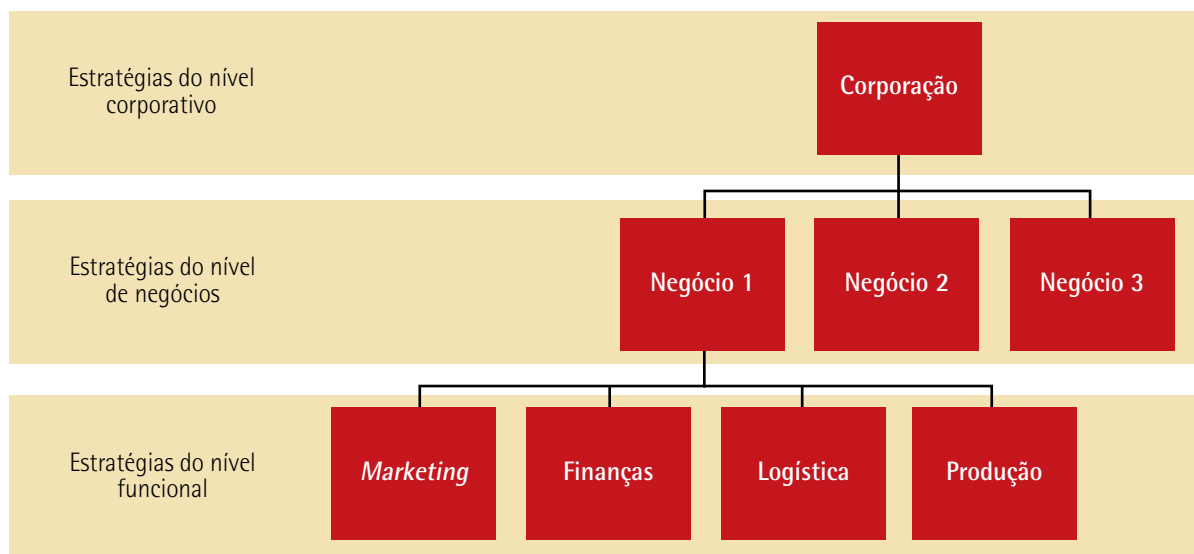 Estratégias do nível
corporativo
Corporação
Estratégias do nível
de negócios
Negócio 1
Negócio 2
Negócio 3
Estratégias do nível
funcional
Marketing
Finanças
Logística
Produção